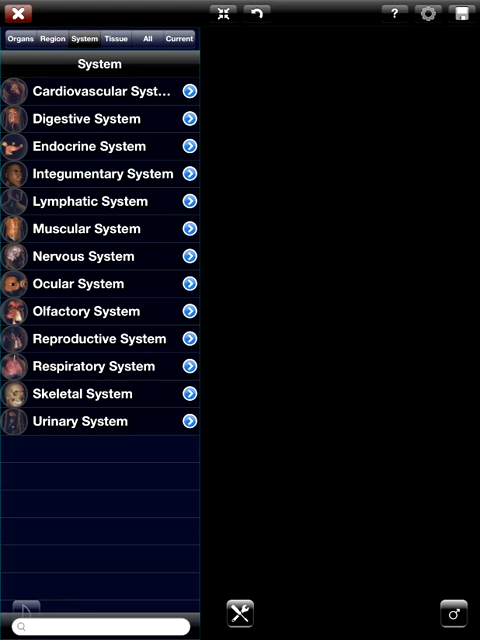 ?
Organs Region System Tissue All Current
System
Cardiovascular Syst...
Digestive System
Endocrine System
Integumentary System
Lymphatic System
Muscular System
Nervous System
Ocular System
Olfactory System
Reproductive System
Respiratory System
Skeletal System
Urinary System